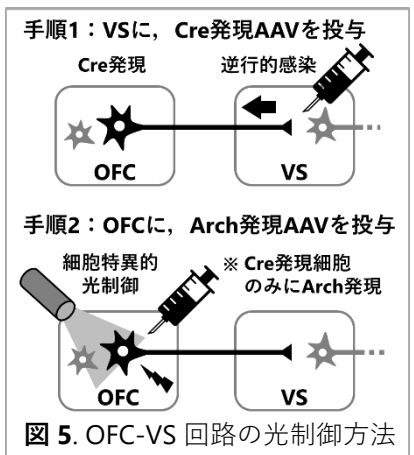 手順1：VSに，Cre発現AAVを投与
Cre発現
逆行的感染
OFC
VS
手順2：OFCに，Arch発現AAVを投与
細胞特異的
光制御
※ Cre発現細胞
のみにArch発現
OFC
VS
図 5. OFC-VS 回路の光制御方法